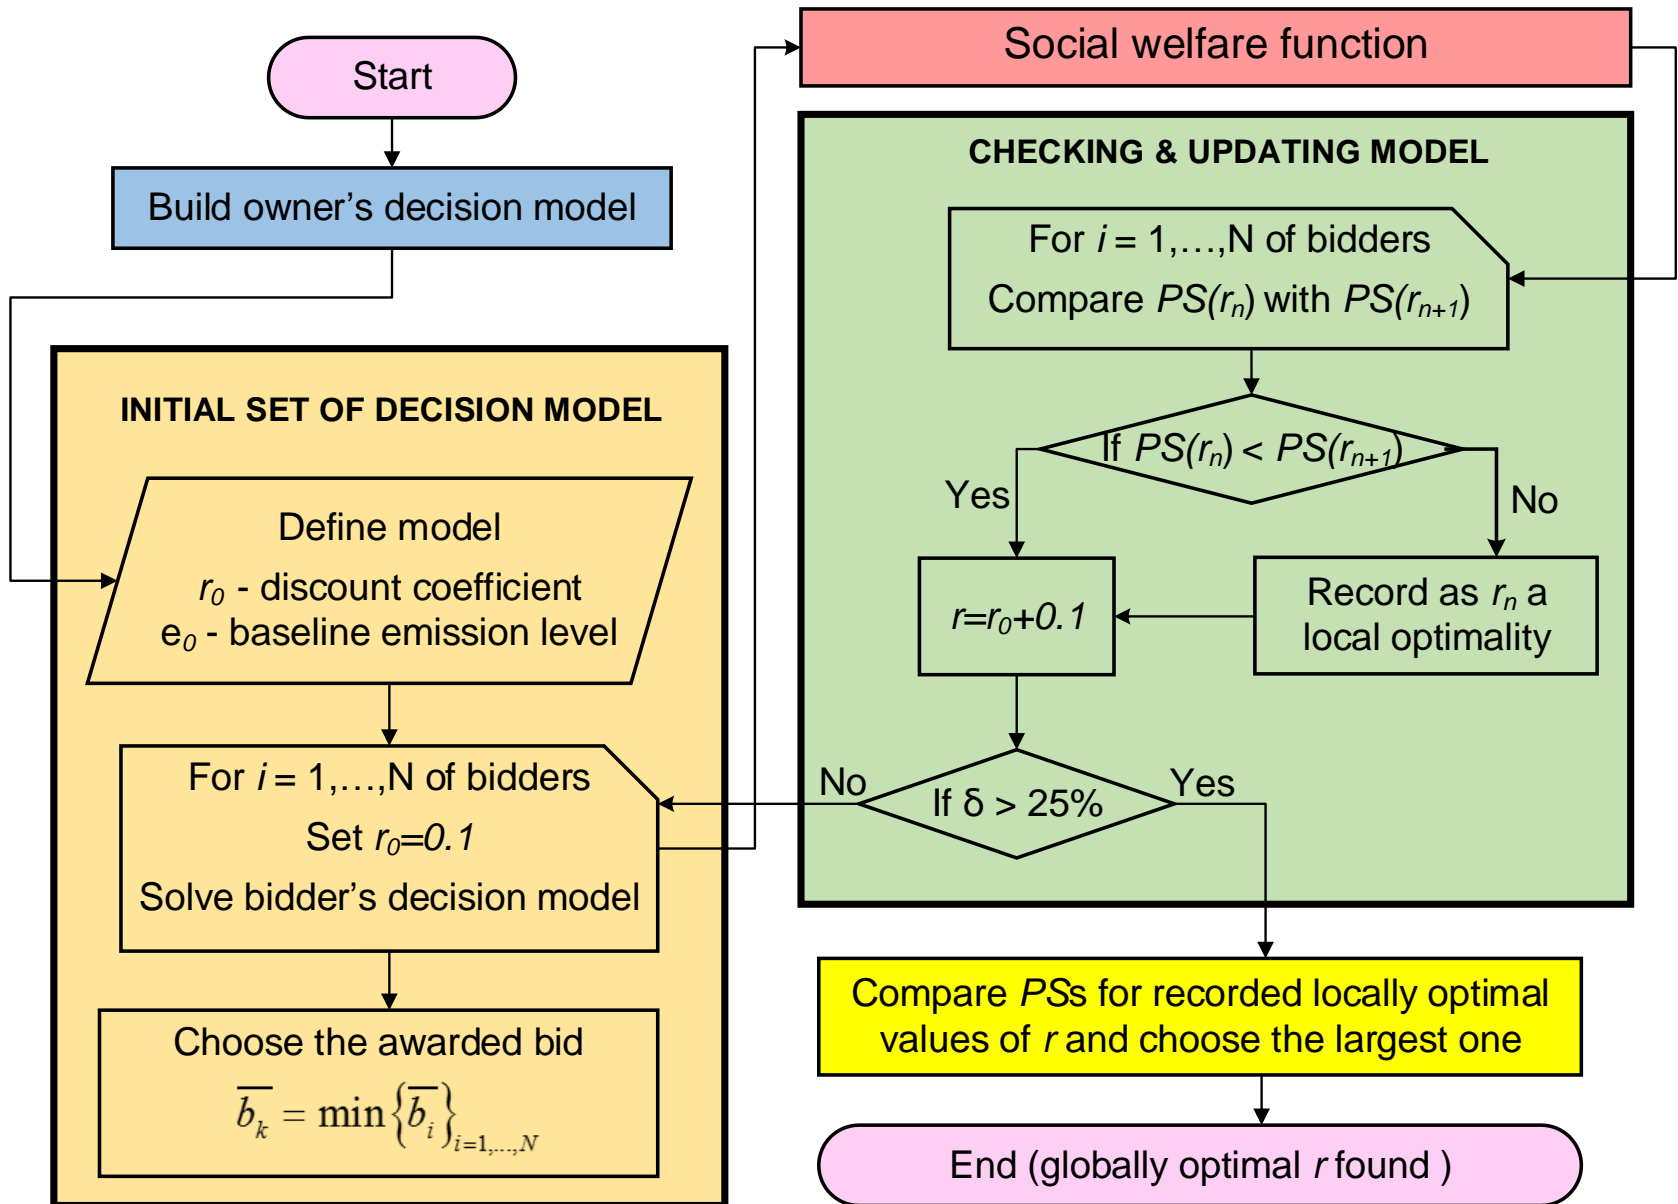 Start
Build owner's decision model
INITIAL SET OF DECISION MODEL
Define model
r₀ - discount coefficient
e₀ - baseline emission level
For i = 1,…,N of bidders
Set r₀=0.1
Solve bidder's decision model
Choose the awarded bid
\overline{b_k} = min{\overline{b_i}}_{i=1,...,N}
Social welfare function
CHECKING & UPDATING MODEL
For i = 1,…,N of bidders
Compare PS(rₙ) with PS(rₙ₊₁)
If PS(rₙ) < PS(rₙ₊₁)
Yes
No
r=r₀+0.1
Record as rₙ a
local optimality
If δ > 25%
No
Yes
Compare PSs for recorded locally optimal
values of r and choose the largest one
End (globally optimal r found )